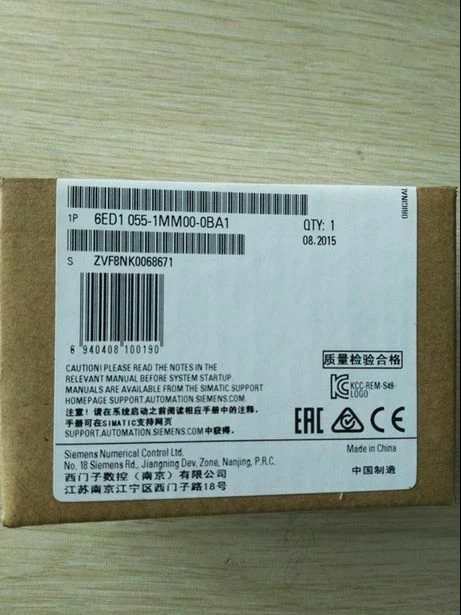 ORIGINAL
1P 6ED1 055-1MM00-0BA1 QTY: 1
08.2015
S ZVF8NK0068671
6 940408 100190
CAUTION! PLEASE READ THE NOTES IN THE
RELEVANT MANUAL BEFORE SYSTEM STARTUP.
MANUALS ARE AVAILABLE FROM THE SIMATIC SUPPORT
HOMEPAGE SUPPORT.AUTOMATION.SIEMENS.COM
注意！请在系统启动之前阅读相应手册中的注释。
手册可在SIMATIC支持网页
SUPPORT.AUTOMATION.SIEMENS.COM中获得。
质量检验合格
KCC-REM-S49-
LOGO
EAC CE
Siemens Numerical Control Ltd.
No. 18 Siemens Rd., Jiangning Dev, Zone, Nanjing, P.R.C.
西门子数控（南京）有限公司
江苏南京江宁区西门子路18号
Made in China
中国制造